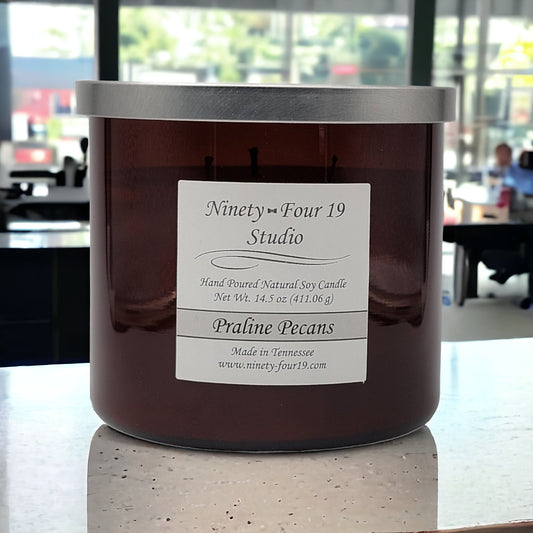 Ninety-Four 19
Studio
Hand Poured Natural Soy Candle
Net Wt. 14.5 oz (411.06 g)
Praline Pecans
Made in Tennessee
www.ninety-four19.com